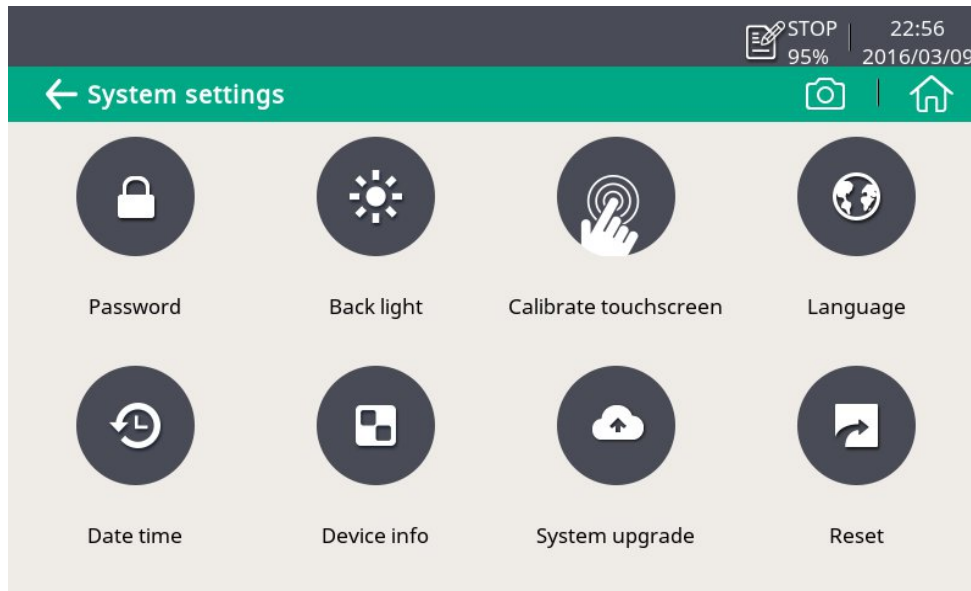 STOP 22:56
95% 2016/03/09
System settings
Password Back light Calibrate touchscreen Language
Date time Device info System upgrade Reset